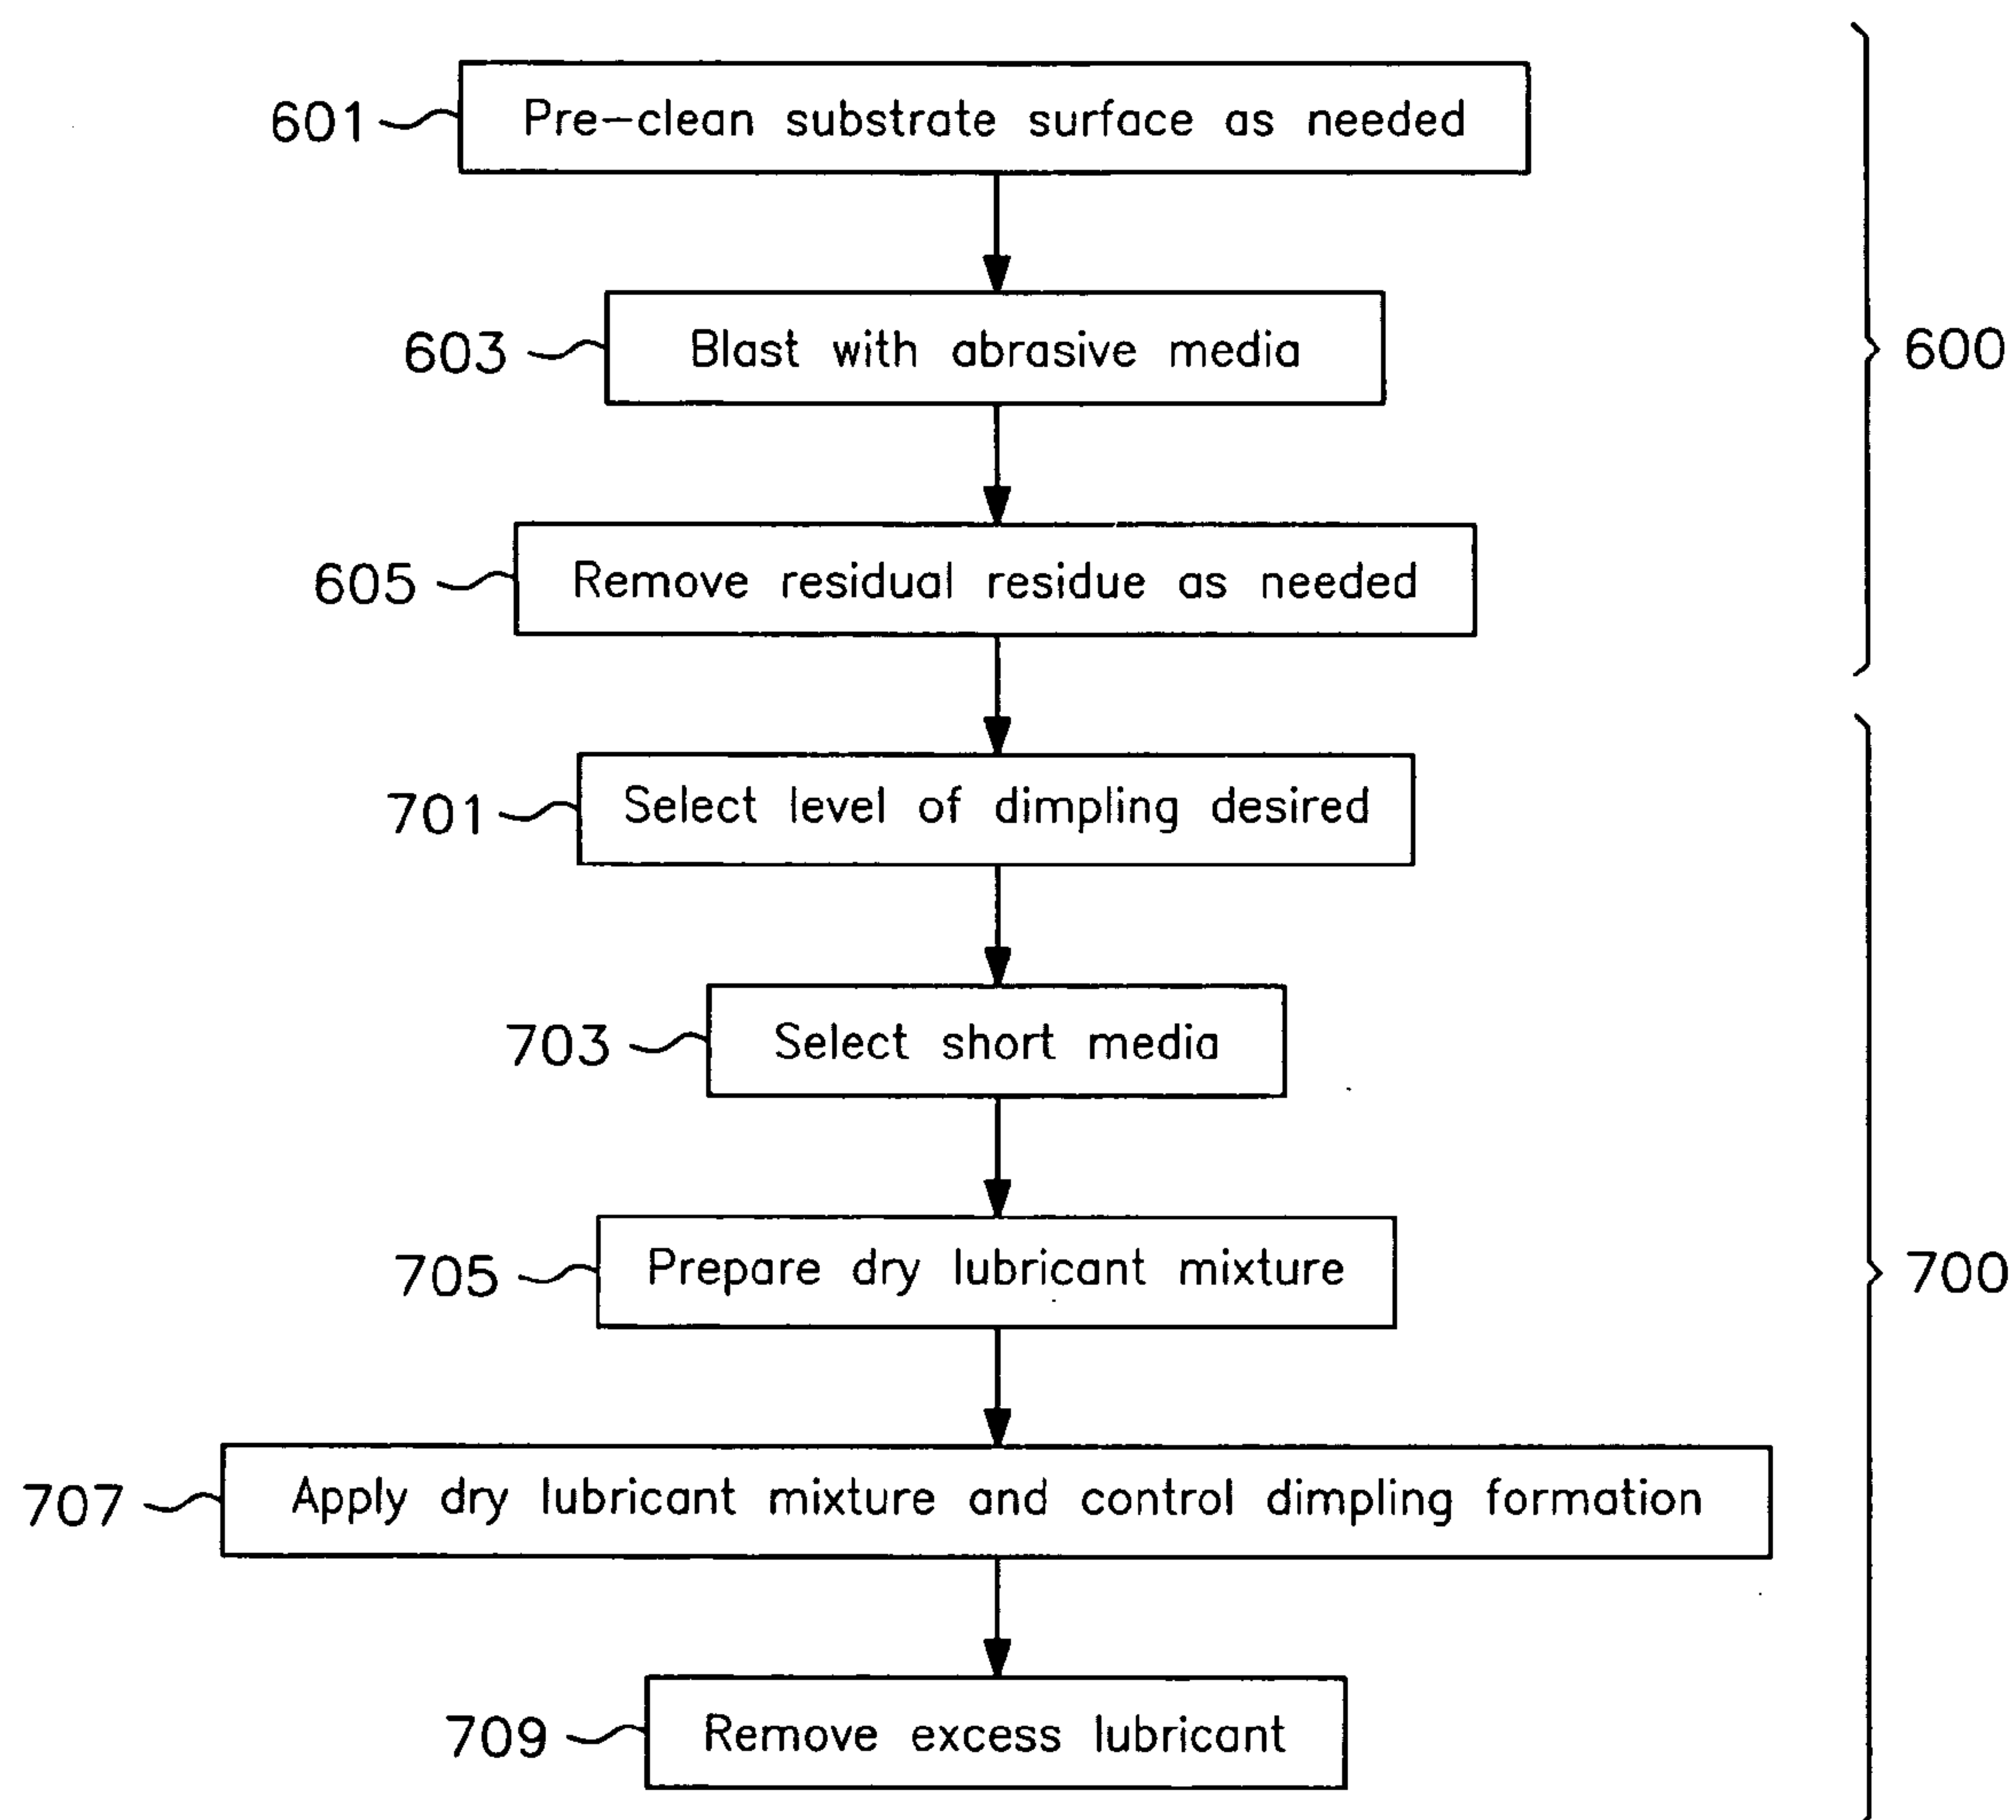 601 Pre-clean substrate surface as needed
603 Blast with abrasive media
600
605 Remove residual residue as needed
701 Select level of dimpling desired
703 Select short media
705 Prepare dry lubricant mixture
700
707 Apply dry lubricant mixture and control dimpling formation
709 Remove excess lubricant